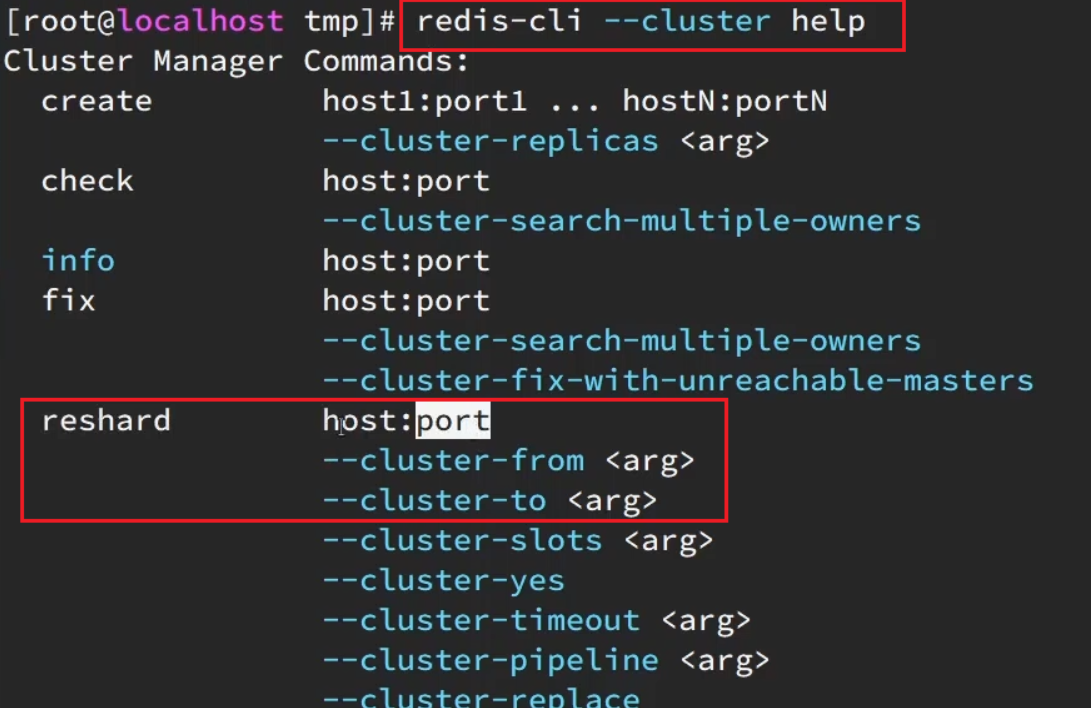 [root@localhost tmp]# redis-cli --cluster help
Cluster Manager Commands:
create host1:port1 ... hostN:portN
--cluster-replicas <arg>
check host:port
--cluster-search-multiple-owners
info host:port
fix host:port
--cluster-search-multiple-owners
--cluster-fix-with-unreachable-masters
reshard host:port
--cluster-from <arg>
--cluster-to <arg>
--cluster-slots <arg>
--cluster-yes
--cluster-timeout <arg>
--cluster-pipeline <arg>
--cluster-replace